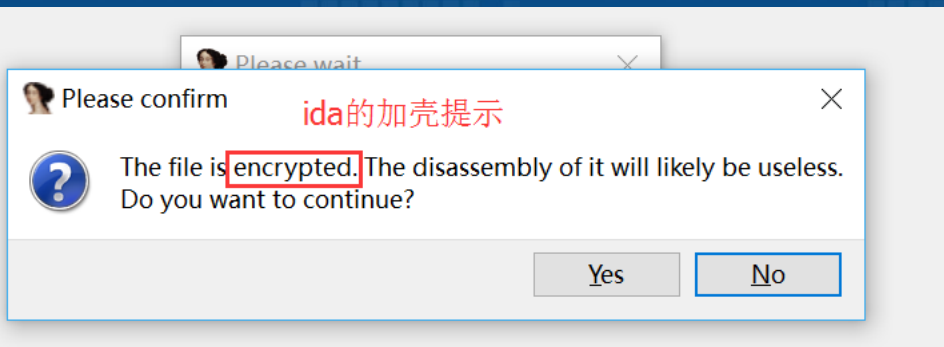 Please wait
Please confirm
ida的加壳提示
The file is encrypted. The disassembly of it will likely be useless.
Do you want to continue?
Yes
No